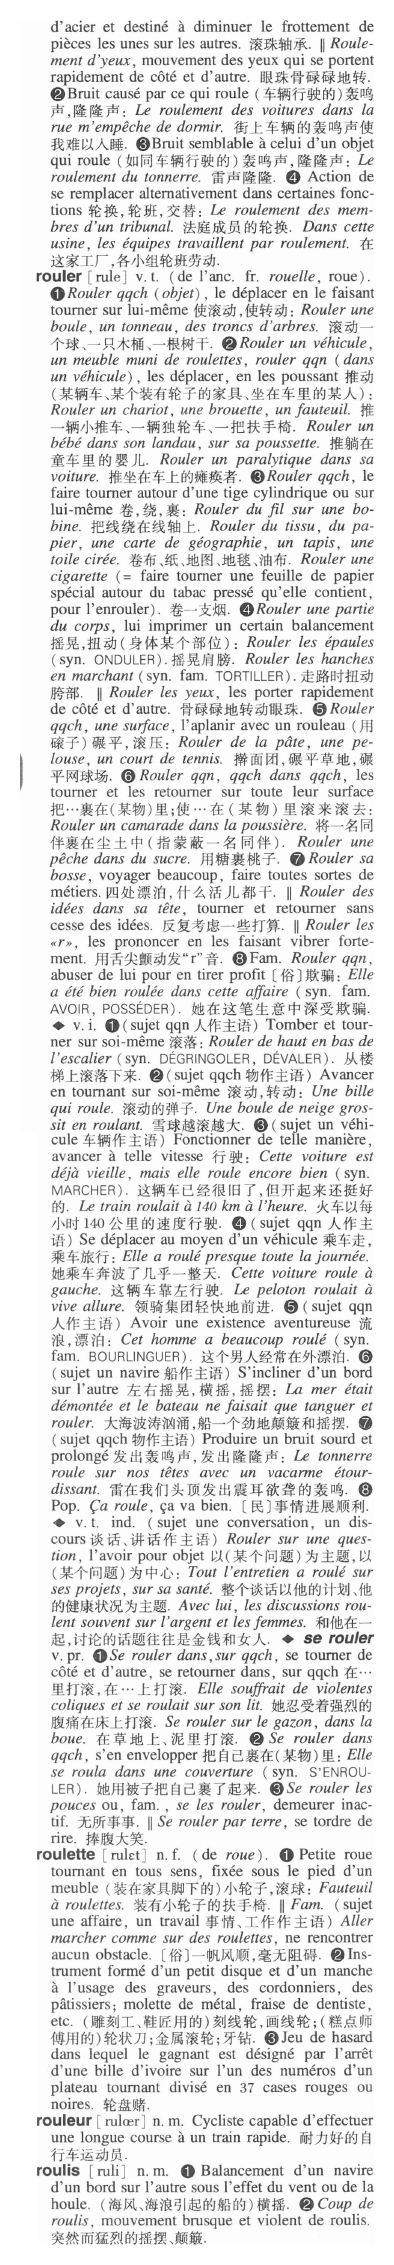 d'acier et destiné à diminuer le frottement de
pièces les unes sur les autres. 滚珠轴承. ‖ Roule-
ment d'yeux, mouvement des yeux qui se portent
rapidement de côté et d'autre. 眼珠骨碌碌地转.
❷Bruit causé par ce qui roule (车辆行驶的)轰鸣
声,隆隆声: Le roulement des voitures dans la
rue m'empêche de dormir. 街上车辆的轰鸣声使
我难以入睡. ❸Bruit semblable à celui d'un objet
qui roule (如同车辆行驶的)轰鸣声,隆隆声: Le
roulement du tonnerre. 雷声隆隆. ❹ Action de
se remplacer alternativement dans certaines fonc-
tions 轮换,轮班,交替: Le roulement des mem-
bres d'un tribunal. 法庭成员的轮换. Dans cette
usine, les équipes travaillent par roulement. 在
这家工厂,各小组轮班劳动.
rouler [rule] v.t. (de l'anc. fr. rouelle, roue).
❶Rouler qqch (objet), le déplacer en le faisant
tourner sur lui-même 使滚动,使转动: Rouler une
boule, un tonneau, des troncs d'arbres. 滚动一
个球、一只木桶、一根树干. ❷Rouler un véhicule,
un meuble muni de roulettes, rouler qqn (dans
un véhicule), les déplacer, en les poussant 推动
(某辆车、某个装有轮子的家具、坐在车里的某人):
Rouler un chariot, une brouette, un fauteuil. 推
一辆小推车、一辆独轮车、一把扶手椅. Rouler un
bébé dans son landau, sur sa poussette. 推躺在
童车里的婴儿. Rouler un paralytique dans sa
voiture. 推坐在车上的瘫痪者. ❸Rouler qqch, le
faire tourner autour d'une tige cylindrique ou sur
lui-même 卷,绕,裹: Rouler du fil sur une bo-
bine. 把线绕在线轴上. Rouler du tissu, du pa-
pier, une carte de géographie, un tapis, une
toile cirée. 卷布、纸、地图、地毯、油布. Rouler une
cigarette (= faire tourner une feuille de papier
spécial autour du tabac pressé qu'elle contient,
pour l'enrouler). 卷一支烟. ❹Rouler une partie
du corps, lui imprimer un certain balancement
摇晃,扭动(身体某个部位): Rouler les épaules
(syn. ONDULER). 摇晃肩膀. Rouler les hanches
en marchant (syn. fam. TORTILLER). 走路时扭动
胯部. ‖ Rouler les yeux, les porter rapidement
de côté et d'autre. 骨碌碌地转动眼珠. ❺Rouler
qqch, une surface, l'aplanir avec un rouleau (用
磙子)碾平,滚压: Rouler de la pâte, une pe-
louse, un court de tennis. 擀面团、碾平草地、碾
平网球场. ❻ Rouler qqn, qqch dans qqch, les
tourner et les retourner sur toute leur surface
把…裹在(某物)里;使…在(某物)里滚来滚去:
Rouler un camarade dans la poussière. 将一名同
伴裹在尘土中(指蒙蔽一名同伴). Rouler une
pêche dans du sucre. 用糖裹桃子. ❼Rouler sa
bosse, voyager beaucoup, faire toutes sortes de
métiers. 四处漂泊,什么活儿都干. ‖ Rouler des
idées dans sa tête, tourner et retourner sans
cesse des idées. 反复考虑一些打算. ‖ Rouler les
«r», les prononcer en les faisant vibrer forte-
ment. 用舌尖颤动发“r”音. ❽Fam. Rouler qqn,
abuser de lui pour en tirer profit〔俗〕欺骗: Elle
a été bien roulée dans cette affaire (syn. fam.
AVOIR, POSSÉDER). 她在这笔生意中深受欺骗.
◆ v.i. ❶(sujet qqn 人作主语) Tomber et tour-
ner sur soi-même 滚落: Rouler de haut en bas de
l'escalier (syn. DÉGRINGOLER, DÉVALER). 从楼
梯上滚落下来. ❷(sujet qqch 物作主语) Avancer
en tournant sur soi-même 滚动,转动: Une bille
qui roule. 滚动的弹子. Une boule de neige gros-
sit en roulant. 雪球越滚越大. ❸(sujet un véhi-
cule 车辆作主语) Fonctionner de telle manière,
avancer à telle vitesse 行驶: Cette voiture est
déjà vieille, mais elle roule encore bien (syn.
MARCHER). 这辆车已经很旧了,但开起来还挺好
的. Le train roulait à 140 km à l'heure. 火车以每
小时140公里的速度行驶. ❹(sujet qqn 人作主
语) Se déplacer au moyen d'un véhicule 乘车走,
乘车旅行: Elle a roulé presque toute la journée.
她乘车奔波了几乎一整天. Cette voiture roule à
gauche. 这辆车靠左行驶. Le peloton roulait à
vive allure. 领骑集团轻快地前进. ❺(sujet qqn
人作主语) Avoir une existence aventureuse 流
浪,漂泊: Cet homme a beaucoup roulé (syn.
fam. BOURLINGUER). 这个男人经常在外漂泊. ❻
(sujet un navire 船作主语) S'incliner d'un bord
sur l'autre 左右摇晃,横摇,摇摆: La mer était
démontée et le bateau ne faisait que tanguer et
rouler. 大海波涛汹涌,船一个劲地颠簸和摇摆. ❼
(sujet qqch 物作主语) Produire un bruit sourd et
prolongé 发出轰鸣声,发出隆隆声: Le tonnerre
roule sur nos têtes avec un vacarme étour-
dissant. 雷在我们头顶发出震耳欲聋的轰鸣. ❽
Pop. Ça roule, ça va bien.〔民〕事情进展顺利.
◆ v.t. ind. (sujet une conversation, un dis-
cours 谈话、讲话作主语) Rouler sur une ques-
tion, l'avoir pour objet 以(某个问题)为主题,以
(某个问题)为中心: Tout l'entretien a roulé sur
ses projets, sur sa santé. 整个谈话以他的计划、他
的健康状况为主题. Avec lui, les discussions rou-
lent souvent sur l'argent et les femmes. 和他在一
起,讨论的话题往往是金钱和女人. ◆ se rouler
v.pr. ❶Se rouler dans, sur qqch, se tourner de
côté et d'autre, se retourner dans, sur qqch 在…
里打滚,在…上打滚. Elle souffrait de violentes
coliques et se roulait sur son lit. 她忍受着强烈的
腹痛在床上打滚. Se rouler sur le gazon, dans la
boue. 在草地上、泥里打滚. ❷ Se rouler dans
qqch, s'en envelopper 把自己裹在(某物)里: Elle
se roula dans une couverture (syn. S'ENROU-
LER). 她用被子把自己裹了起来. ❸Se rouler les
pouces ou, fam., se les rouler, demeurer inac-
tif. 无所事事. ‖ Se rouler par terre, se tordre de
rire. 捧腹大笑.
roulette [rulɛt] n.f. (de roue). ❶ Petite roue
tournant en tous sens, fixée sous le pied d'un
meuble (装在家具脚下的)小轮子,滚球: Fauteuil
à roulettes. 装有小轮子的扶手椅. ‖ Fam. (sujet
une affaire, un travail 事情、工作作主语) Aller
marcher comme sur des roulettes, ne rencontrer
aucun obstacle.〔俗〕一帆风顺,毫无阻碍. ❷Ins-
trument formé d'un petit disque et d'un manche
à l'usage des graveurs, des cordonniers, des
pâtissiers; molette de métal, fraise de dentiste,
etc. (雕刻工、鞋匠用的)刻线轮,画线轮;(糕点师
傅用的)轮状刀;金属滚轮;牙钻. ❸Jeu de hasard
dans lequel le gagnant est désigné par l'arrêt
d'une bille d'ivoire sur l'un des numéros d'un
plateau tournant divisé en 37 cases rouges ou
noires. 轮盘赌.
rouleur [rulœr] n.m. Cycliste capable d'effectuer
une longue course à un train rapide. 耐力好的自
行车运动员.
roulis [ruli] n.m. ❶ Balancement d'un navire
d'un bord sur l'autre sous l'effet du vent ou de la
houle. (海风、海浪引起的船的)横摇. ❷Coup de
roulis, mouvement brusque et violent de roulis.
突然而猛烈的摇摆、颠簸.